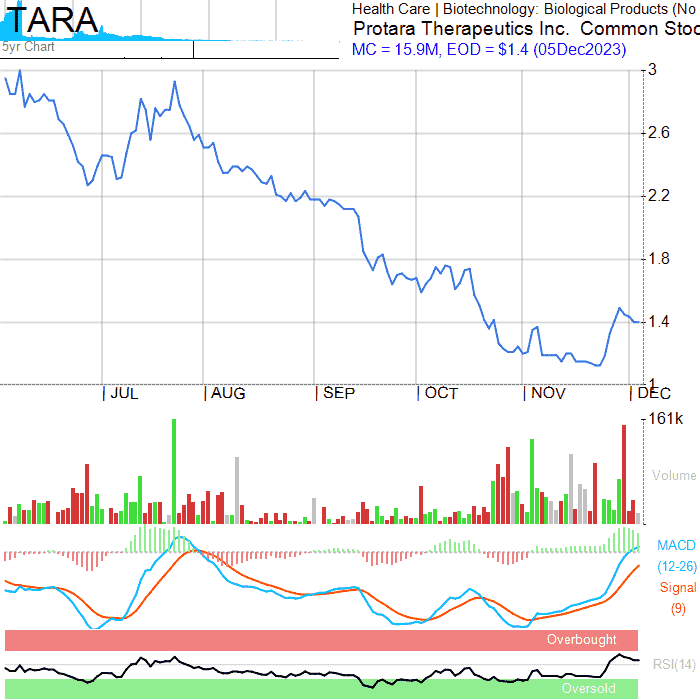 TARA
5yr Chart
Health Care | Biotechnology: Biological Products (No
Protara Therapeutics Inc. Common Stoc
MC = 15.9M, EOD = $1.4 (05Dec2023)
3
2.6
2.2
1.8
1.4
1
JUL AUG SEP OCT NOV DEC
161k
Volume
MACD
(12-26)
Signal
(9)
Overbought
RSI(14)
Oversold